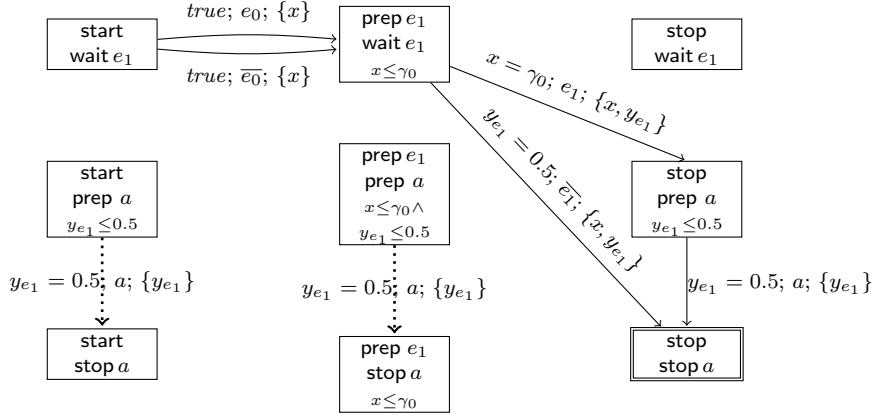 true; e₀; {x}
start
wait e₁
prep e₁
wait e₁
x≤γ₀
stop
wait e₁
true; e̅₀̅; {x}
x = γ₀; e₁; {x, yₑ₁}
yₑ₁ = 0.5; e̅₁̅; {x, yₑ₁}
start
prep a
yₑ₁≤0.5
prep e₁
prep a
x≤γ₀∧
yₑ₁≤0.5
stop
prep a
yₑ₁≤0.5
yₑ₁ = 0.5; a; {yₑ₁}
yₑ₁ = 0.5; a; {yₑ₁}
yₑ₁ = 0.5; a; {yₑ₁}
start
stop a
prep e₁
stop a
x≤γ₀
stop
stop a